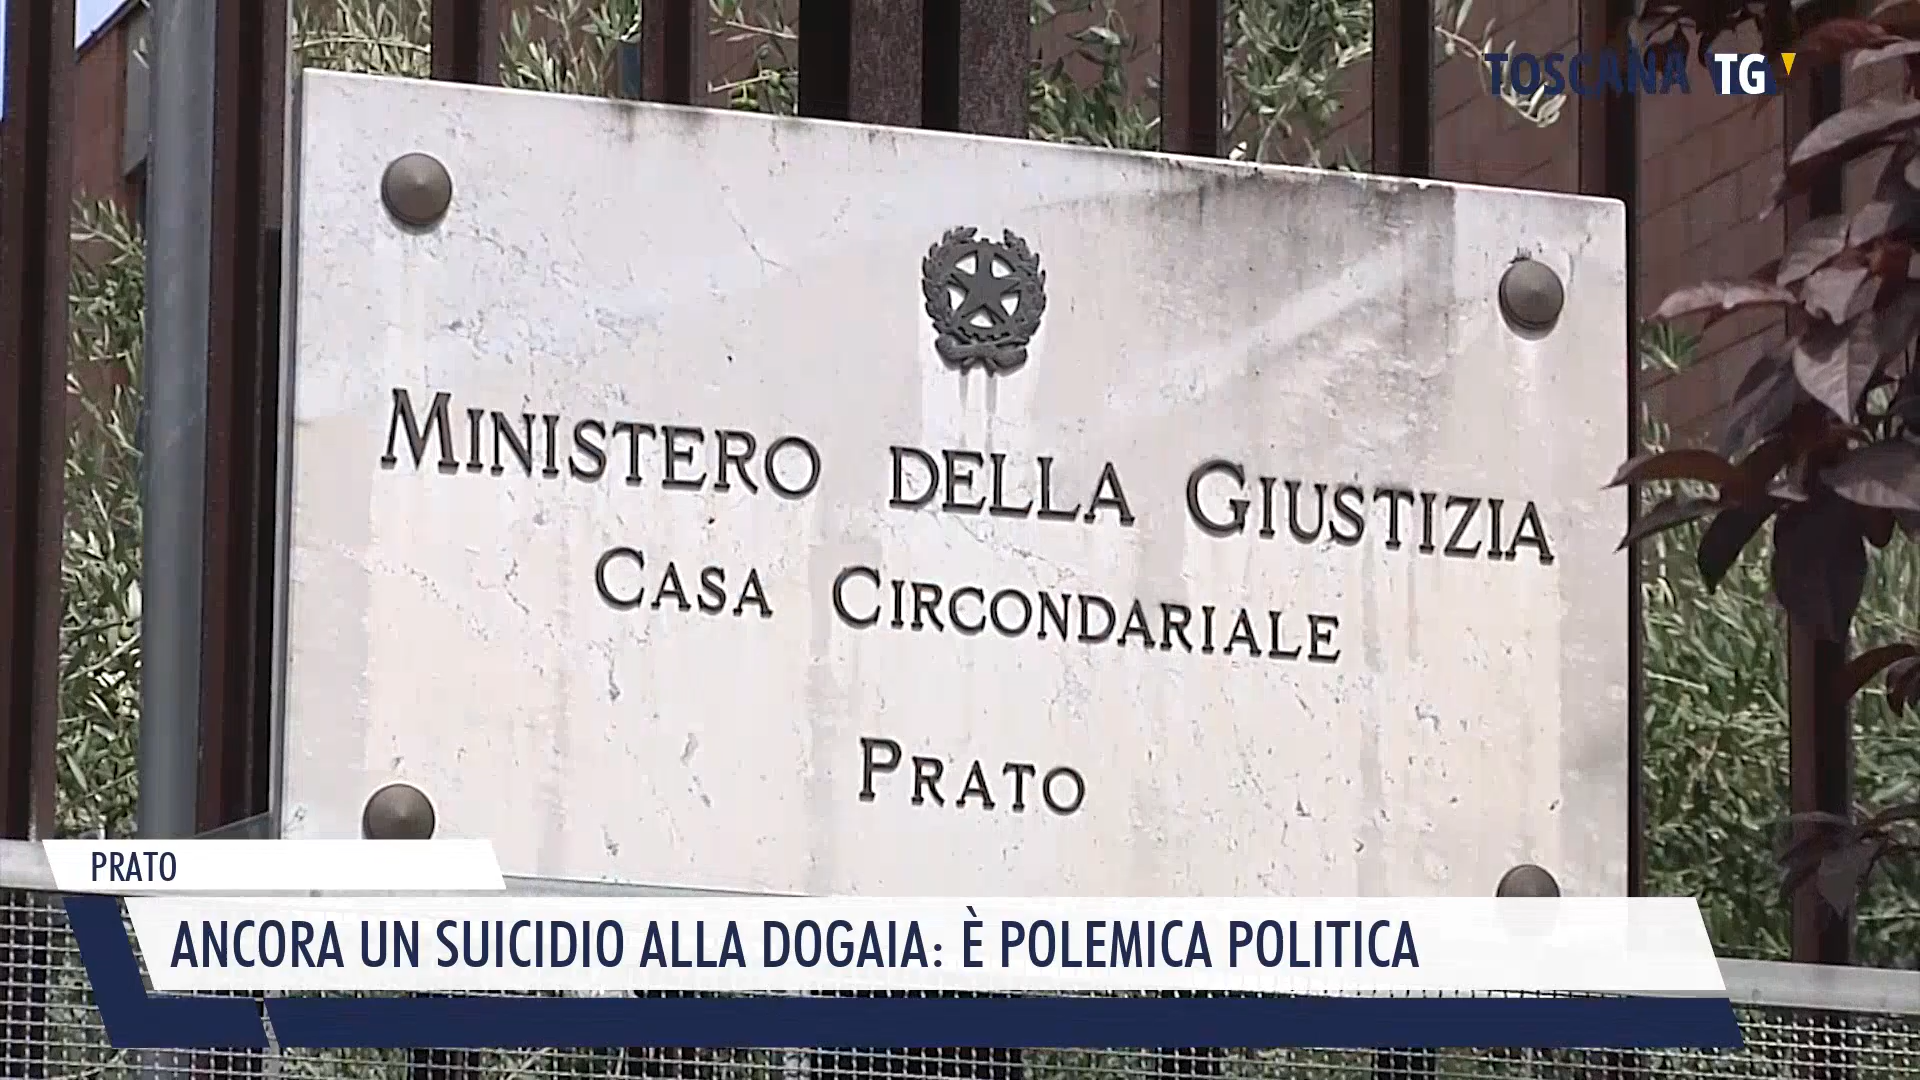 TOSCANA TG
MINISTERO DELLA GIUSTIZIA
CASA CIRCONDARIALE
PRATO
PRATO
ANCORA UN SUICIDIO ALLA DOGAIA: È POLEMICA POLITICA